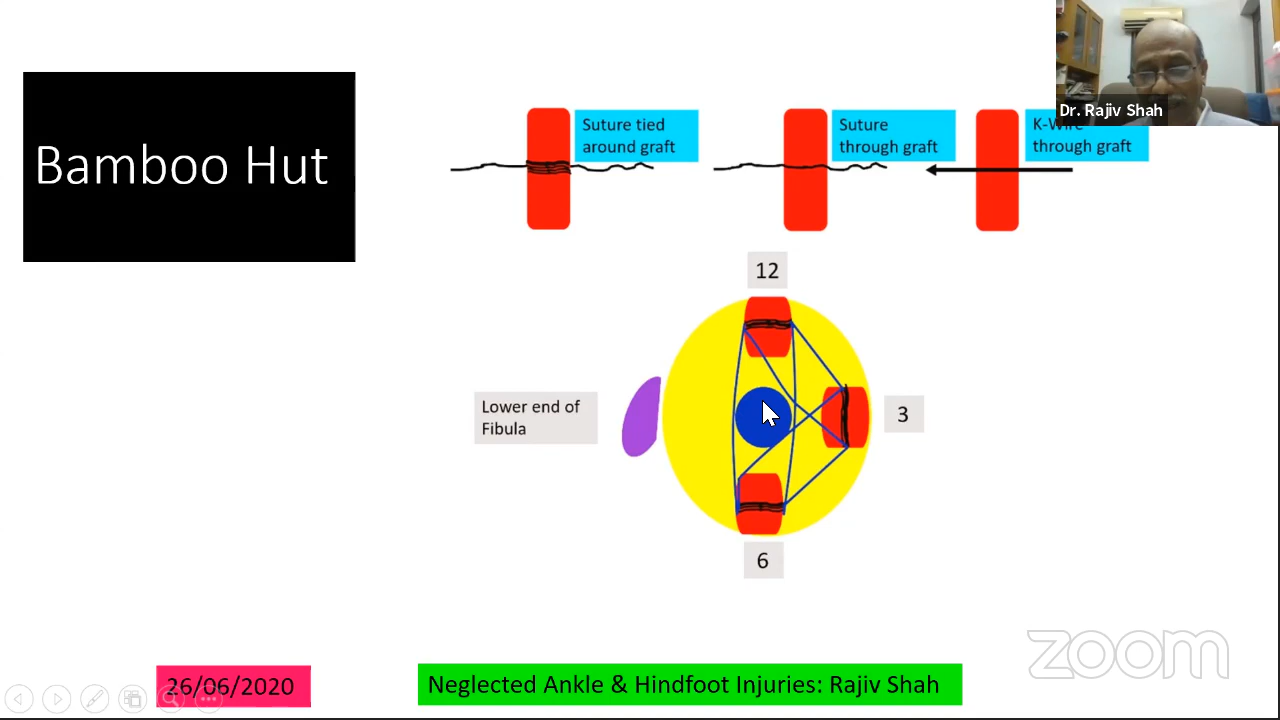 Dr. Rajiv Shah
Bamboo Hut
Suture tied
around graft
Suture
through graft
K-Wire
through graft
12
Lower end of
Fibula
3
6
zoom
26/06/2020
Neglected Ankle & Hindfoot Injuries: Rajiv Shah